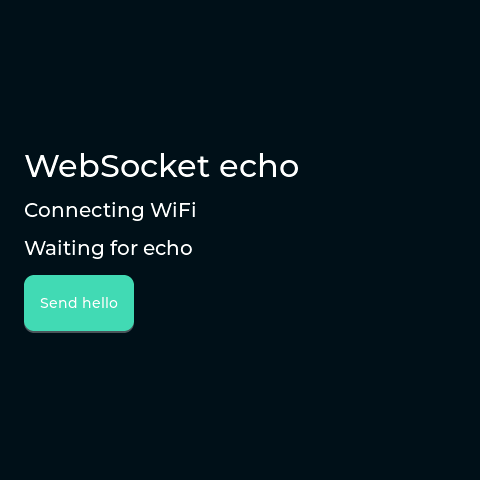 WebSocket echo
Connecting WiFi
Waiting for echo
Send hello